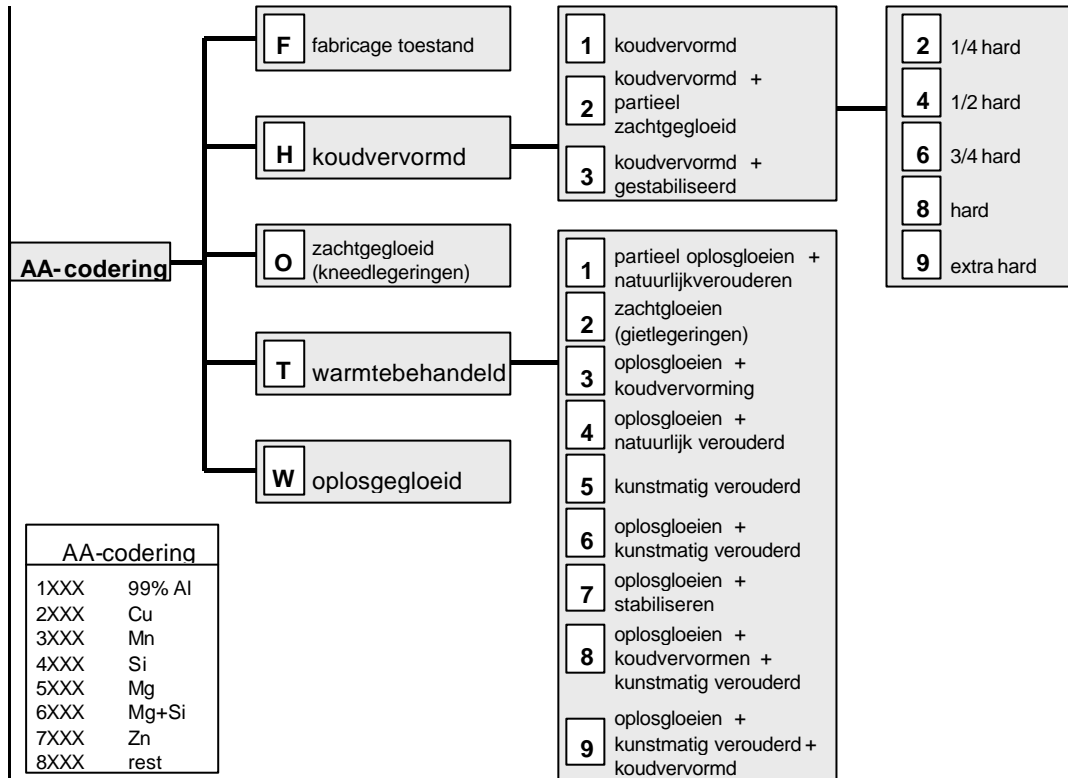 F fabricage toestand
H koudvervormd
O zachtgegloeid
(kneedlegeringen)
T warmtebehandeld
W oplosgegloeid
AA-codering
1 koudvervormd
2 koudvervormd +
partieel
zachtgegloeid
3 koudvervormd +
gestabiliseerd
2 1/4 hard
4 1/2 hard
6 3/4 hard
8 hard
9 extra hard
1 partieel oplosgloeien +
natuurlijkverouderen
2 zachtgloeien
(gietlegeringen)
3 oplosgloeien +
koudvervorming
4 oplosgloeien +
natuurlijk verouderd
5 kunstmatig verouderd
6 oplosgloeien +
kunstmatig verouderd
7 oplosgloeien +
stabiliseren
8 oplosgloeien +
koudvervormen +
kunstmatig verouderd
9 oplosgloeien +
kunstmatig verouderd +
koudvervormd
AA-codering
1XXX 99% Al
2XXX Cu
3XXX Mn
4XXX Si
5XXX Mg
6XXX Mg+Si
7XXX Zn
8XXX rest